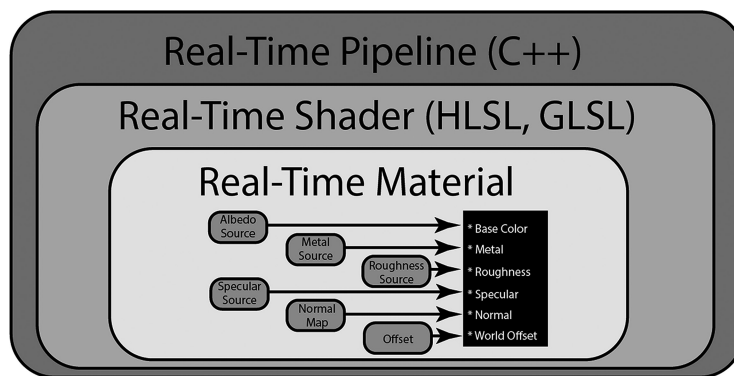 Real-Time Pipeline (C++)
Real-Time Shader (HLSL, GLSL)
Real-Time Material
Albedo
Source
* Base Color
Metal
Source
* Metal
Roughness
Source
* Roughness
Specular
Source
* Specular
Normal
Map
* Normal
Offset
* World Offset